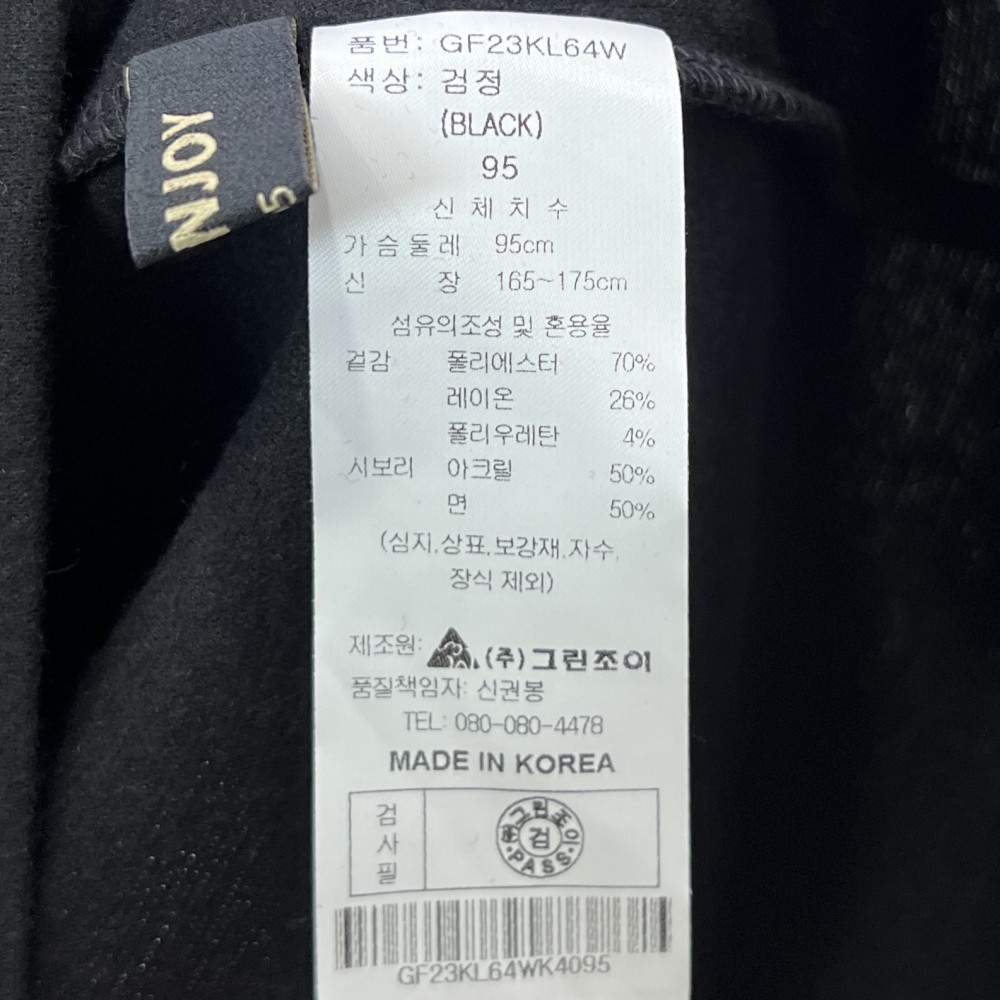 NJOY
5
품번: GF23KL64W
색상: 검정
(BLACK)
95
신 체 치 수
가슴둘레 95cm
신 장 165~175cm
섬유의조성 및 혼용율
겉감 폴리에스터 70%
레이온 26%
폴리우레탄 4%
시보리 아크릴 50%
면 50%
(심지,상표,보강재,자수,
장식 제외)
제조원: (주)그린조이
품질책임자: 신권봉
TEL: 080-080-4478
MADE IN KOREA
검사필
㈜그린조이
검
PASS
GF23KL64WK4095